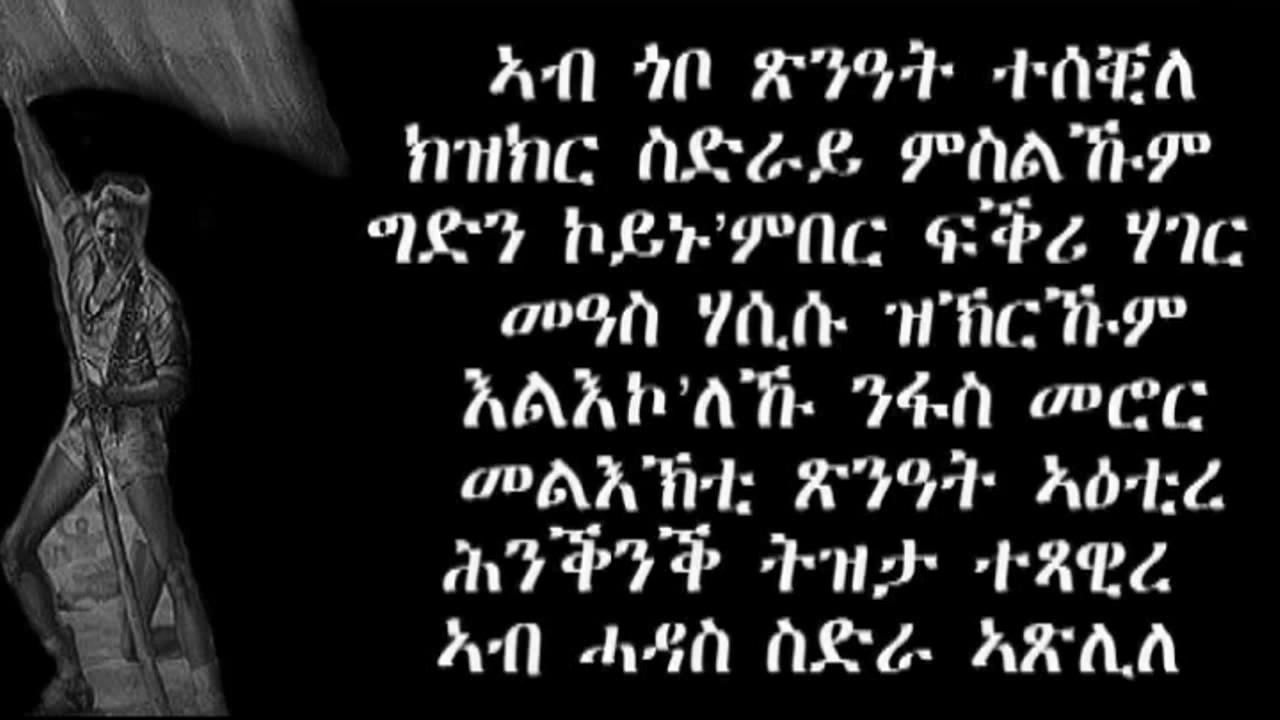 ኣብ ጎቦ ጽንዓት ተሰቒለ
ክዝክር ስድራይ ምስልኹም
ግድን ኮይኑ’ምበር ፍቕሪ ሃገር
መዓስ ሃሲሱ ዝኽርኹም
እልእኮ’ለኹ ንፋስ መሮር
መልእኽቲ ጽንዓት ኣዕቲረ
ሕንቕንቕ ትዝታ ተጻዊረ
ኣብ ሓዳስ ስድራ ኣጽሊለ